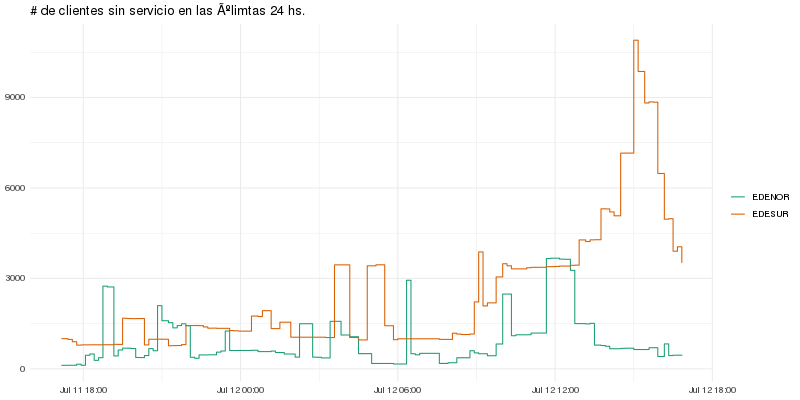 # de clientes sin servicio en las Ãºlimtas 24 hs.
9000
6000
3000
0
Jul 11 18:00
Jul 12 00:00
Jul 12 06:00
Jul 12 12:00
Jul 12 18:00
EDENOR
EDESUR